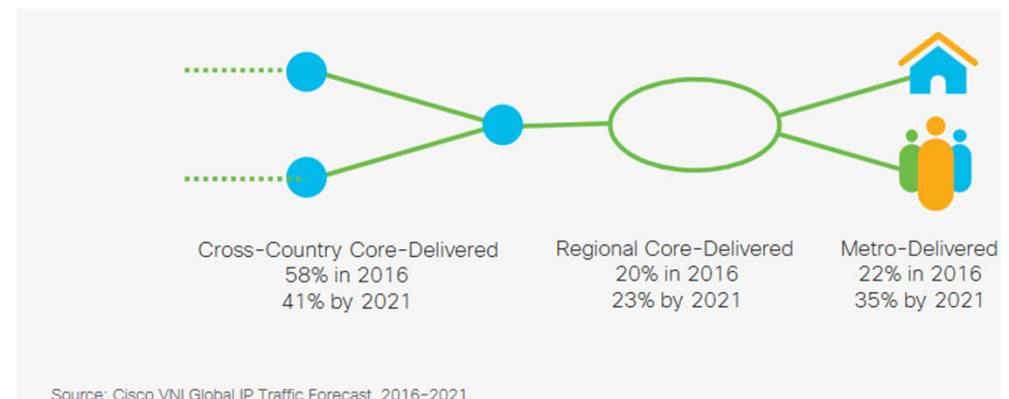 Cross-Country Core-Delivered
58% in 2016
41% by 2021
Regional Core-Delivered
20% in 2016
23% by 2021
Metro-Delivered
22% in 2016
35% by 2021
Source: Cisco VNI Global IP Traffic Forecast, 2016–2021